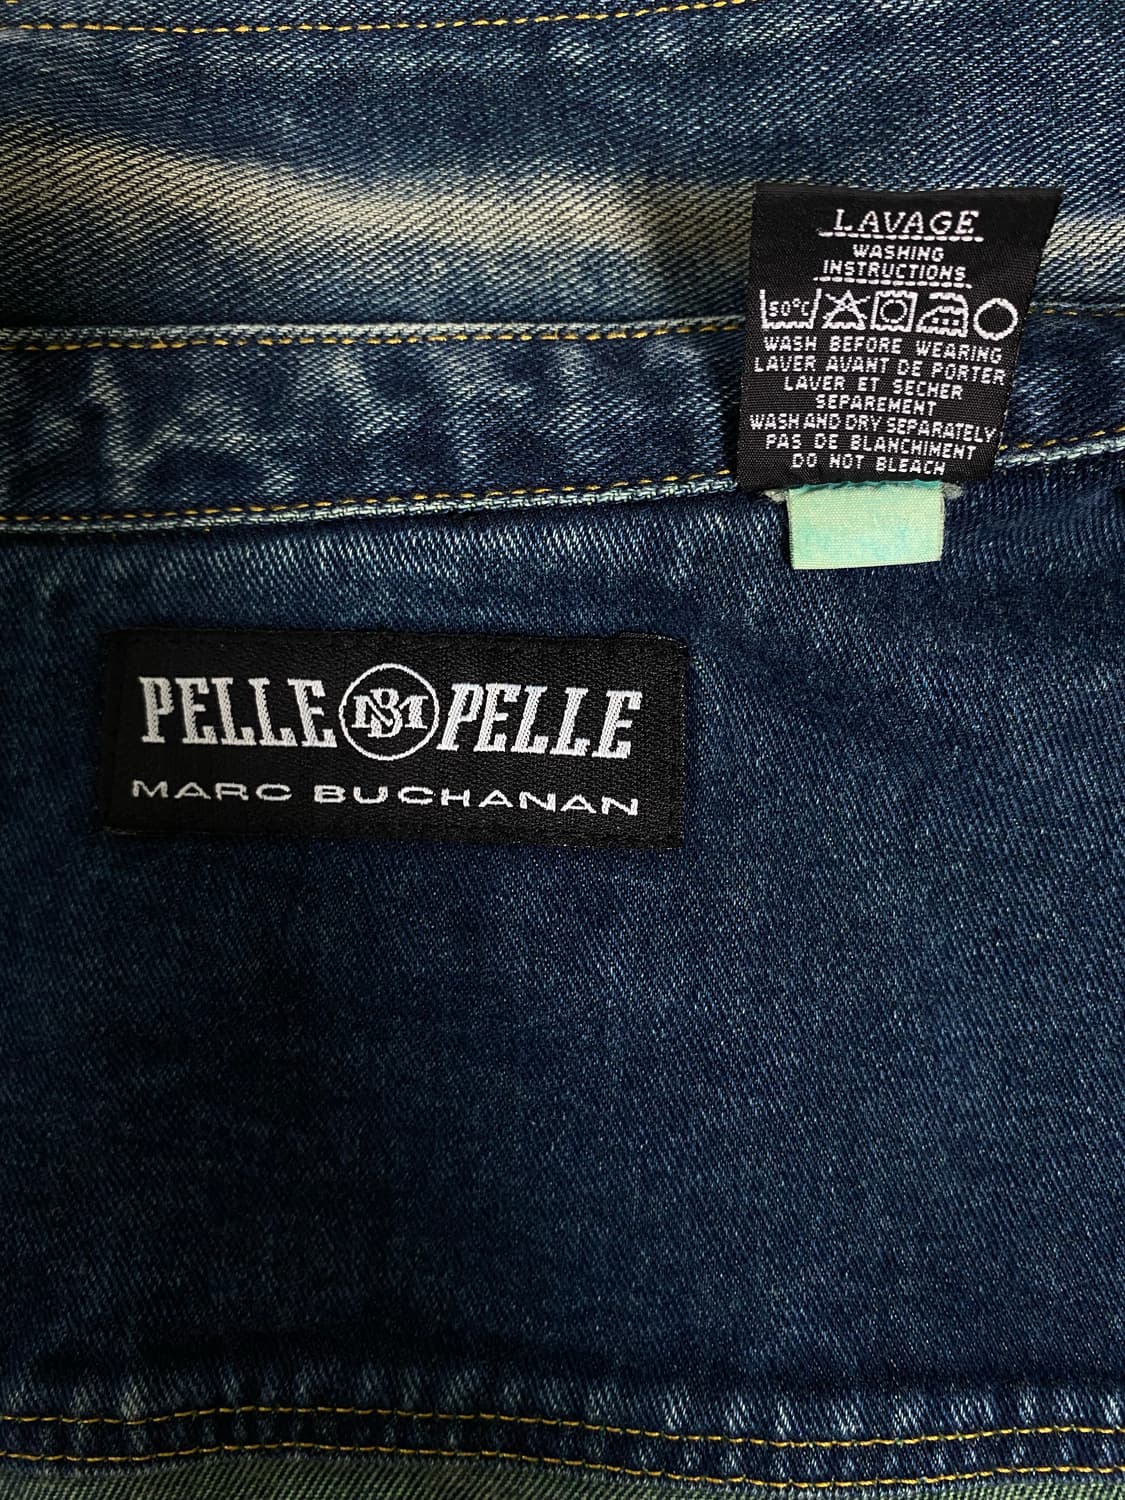 LAVAGE
WASHING
INSTRUCTIONS
50°C
WASH BEFORE WEARING
LAVER AVANT DE PORTER
LAVER ET SECHER
SEPAREMENT
WASH AND DRY SEPARATELY
PAS DE BLANCHIMENT
DO NOT BLEACH
PELLE MB PELLE
MARC BUCHANAN